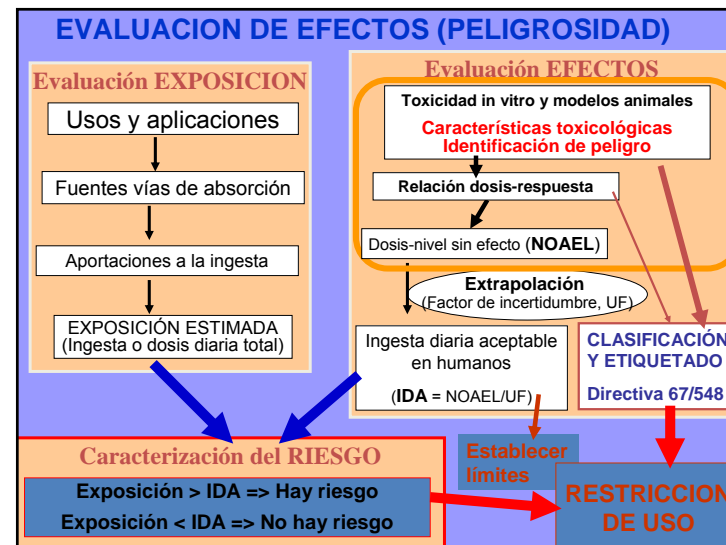 EVALUACION DE EFECTOS (PELIGROSIDAD)
Evaluación EXPOSICION
Usos y aplicaciones
Fuentes vías de absorción
Aportaciones a la ingesta
EXPOSICIÓN ESTIMADA
(Ingesta o dosis diaria total)
Evaluación EFECTOS
Toxicidad in vitro y modelos animales
Características toxicológicas
Identificación de peligro
Relación dosis-respuesta
Dosis-nivel sin efecto (NOAEL)
Extrapolación
(Factor de incertidumbre, UF)
Ingesta diaria aceptable
en humanos
(IDA = NOAEL/UF)
CLASIFICACIÓN
Y ETIQUETADO
Directiva 67/548
Caracterización del RIESGO
Exposición > IDA => Hay riesgo
Exposición < IDA => No hay riesgo
Establecer
límites
RESTRICCION
DE USO